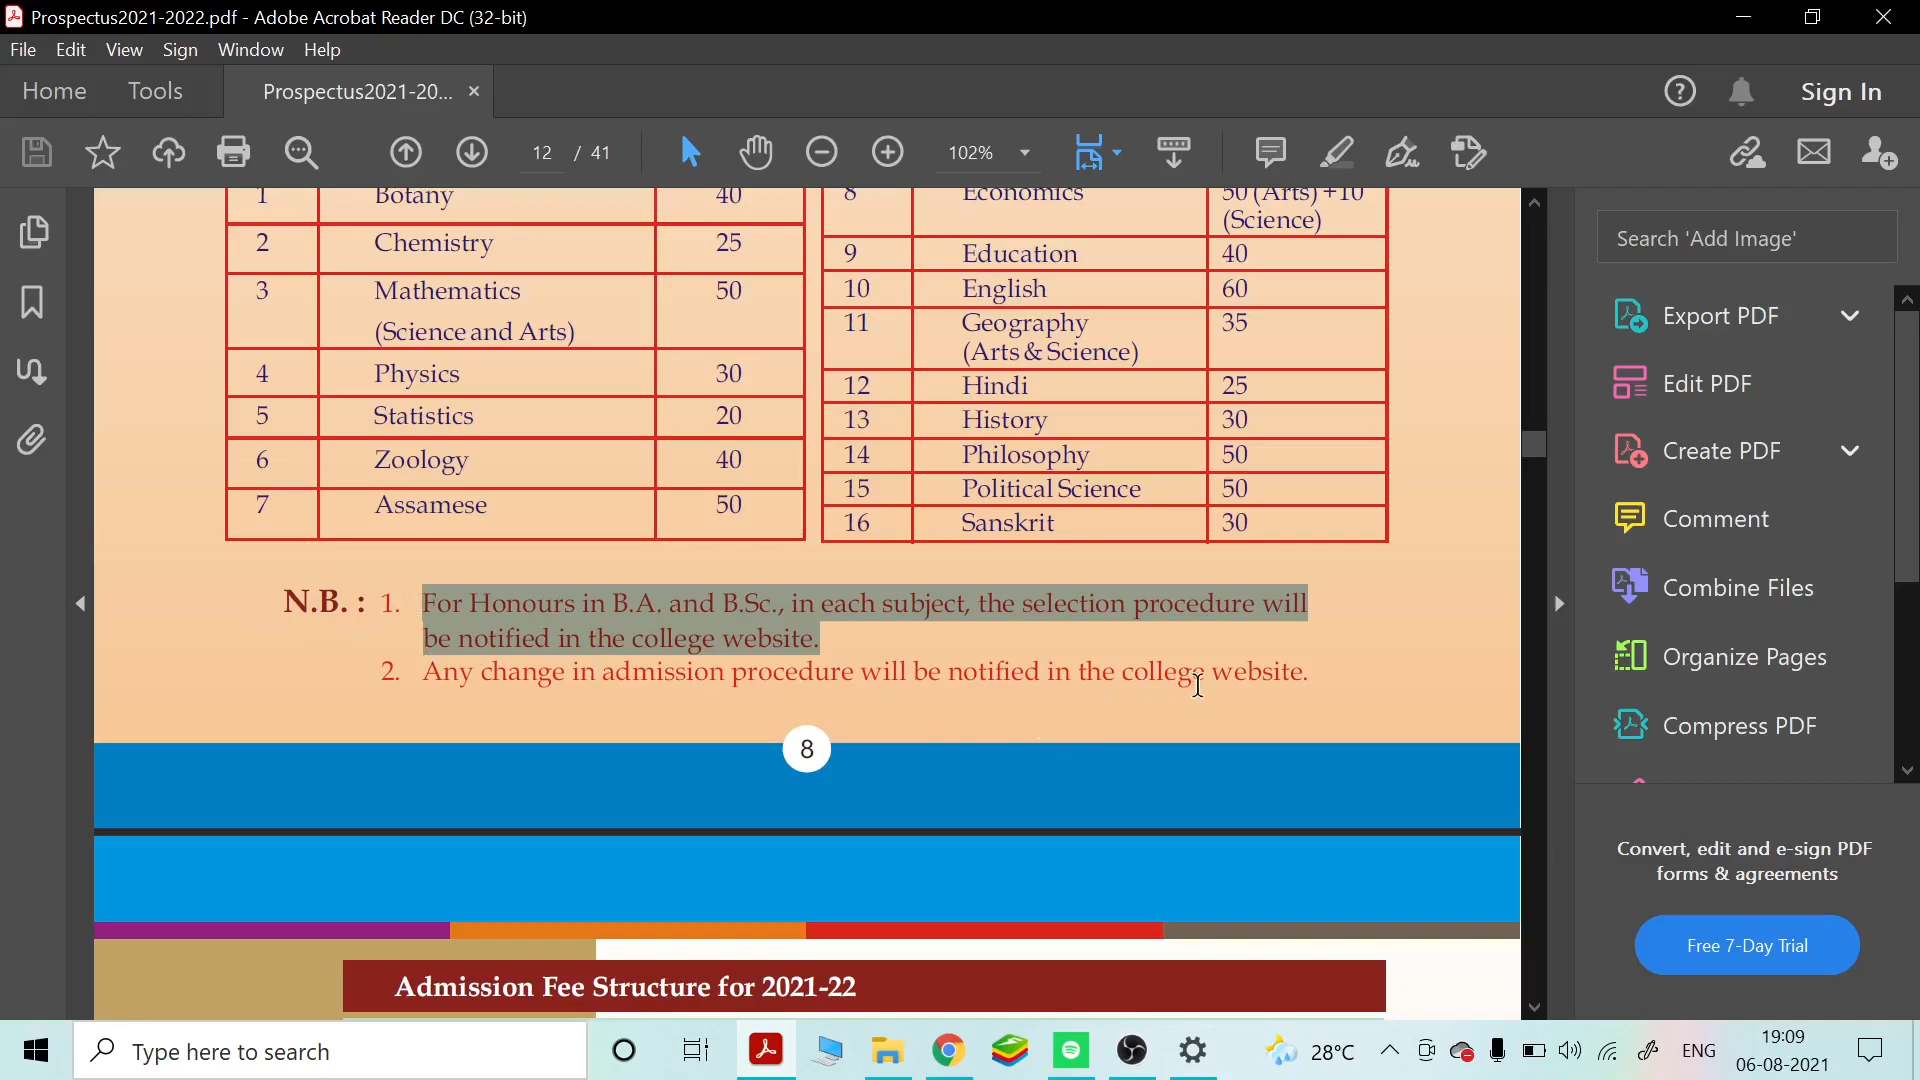 Prospectus2021-2022.pdf - Adobe Acrobat Reader DC (32-bit)
File Edit View Sign Window Help
Home Tools Prospectus2021-20... × Sign In
12 / 41 102%
1 Botany 40
2 Chemistry 25
3 Mathematics 50
(Science and Arts)
4 Physics 30
5 Statistics 20
6 Zoology 40
7 Assamese 50
8 Economics 50 (Arts) +10
(Science)
9 Education 40
10 English 60
11 Geography 35
(Arts & Science)
12 Hindi 25
13 History 30
14 Philosophy 50
15 Political Science 50
16 Sanskrit 30
N.B. : 1. For Honours in B.A. and B.Sc., in each subject, the selection procedure will
be notified in the college website.
2. Any change in admission procedure will be notified in the college website.
8
Admission Fee Structure for 2021-22
Search 'Add Image'
Export PDF
Edit PDF
Create PDF
Comment
Combine Files
Organize Pages
Compress PDF
Convert, edit and e-sign PDF
forms & agreements
Free 7-Day Trial
Type here to search
28°C
ENG
19:09
06-08-2021